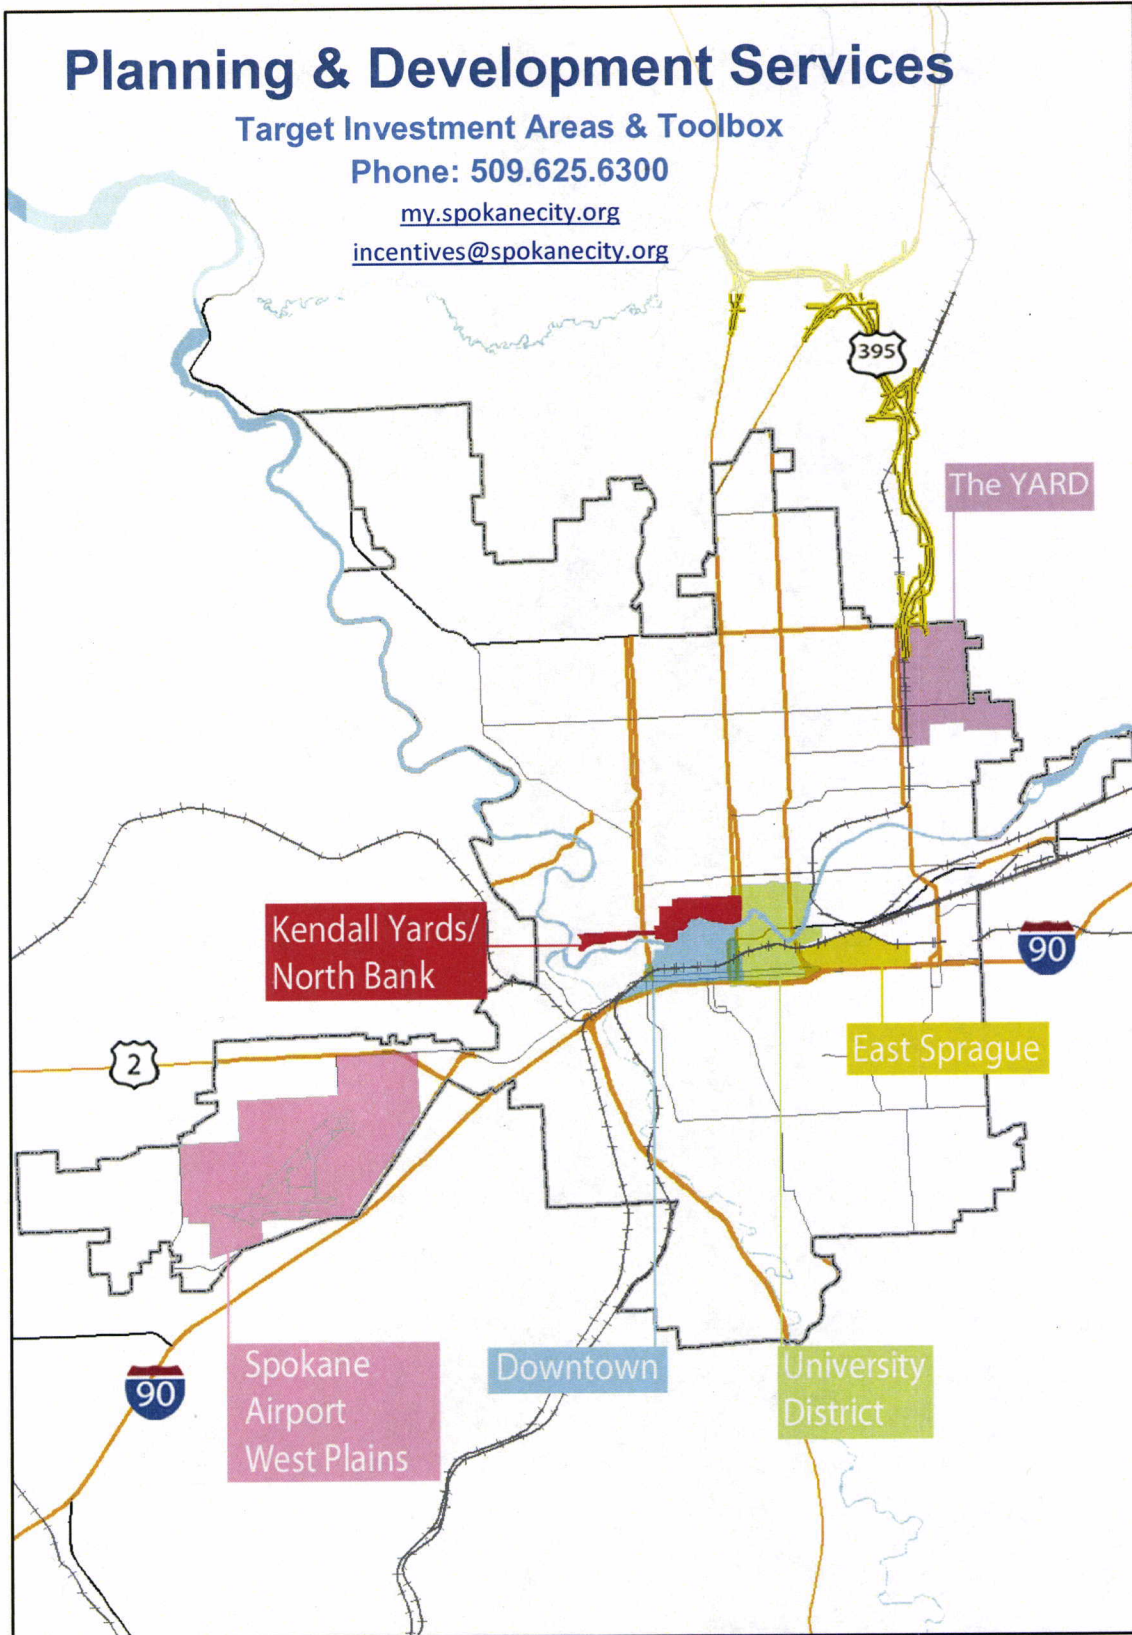 Planning & Development Services
Target Investment Areas & Toolbox
Phone: 509.625.6300
my.spokanecity.org
incentives@spokanecity.org
395
The YARD
Kendall Yards/
North Bank
90
East Sprague
2
Spokane
Airport
West Plains
Downtown
University
District
90